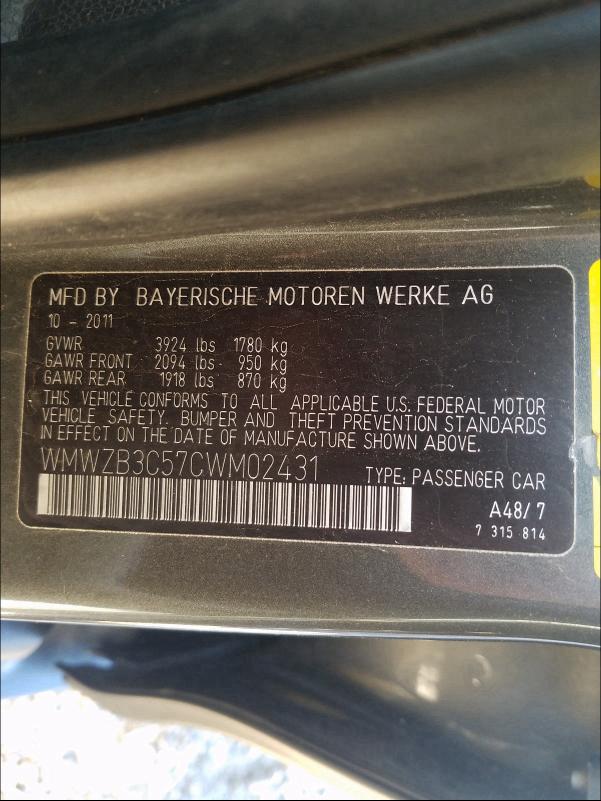 MFD BY BAYERISCHE MOTOREN WERKE AG
10 - 2011
GVWR 3924 lbs 1780 kg
GAWR FRONT 2094 lbs 950 kg
GAWR REAR 1918 lbs 870 kg
THIS VEHICLE CONFORMS TO ALL APPLICABLE U.S. FEDERAL MOTOR
VEHICLE SAFETY, BUMPER AND THEFT PREVENTION STANDARDS
IN EFFECT ON THE DATE OF MANUFACTURE SHOWN ABOVE.
WMWZB3C57CWM02431 TYPE: PASSENGER CAR
A48/ 7
7 315 814